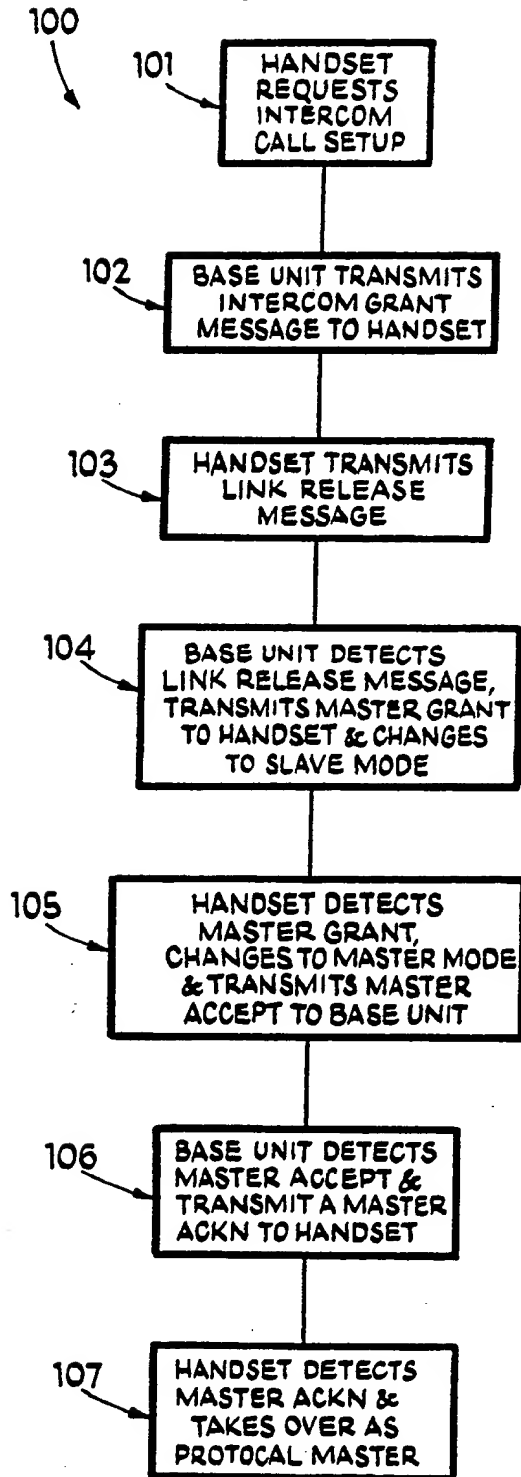 100
101
HANDSET
REQUESTS
INTERCOM
CALL SETUP
102
BASE UNIT TRANSMITS
INTERCOM GRANT
MESSAGE TO HANDSET
103
HANDSET TRANSMITS
LINK RELEASE
MESSAGE
104
BASE UNIT DETECTS
LINK RELEASE MESSAGE,
TRANSMITS MASTER GRANT
TO HANDSET & CHANGES
TO SLAVE MODE
105
HANDSET DETECTS
MASTER GRANT,
CHANGES TO MASTER MODE
& TRANSMITS MASTER
ACCEPT TO BASE UNIT
106
BASE UNIT DETECTS
MASTER ACCEPT &
TRANSMIT A MASTER
ACKN TO HANDSET
107
HANDSET DETECTS
MASTER ACKN &
TAKES OVER AS
PROTOCAL MASTER